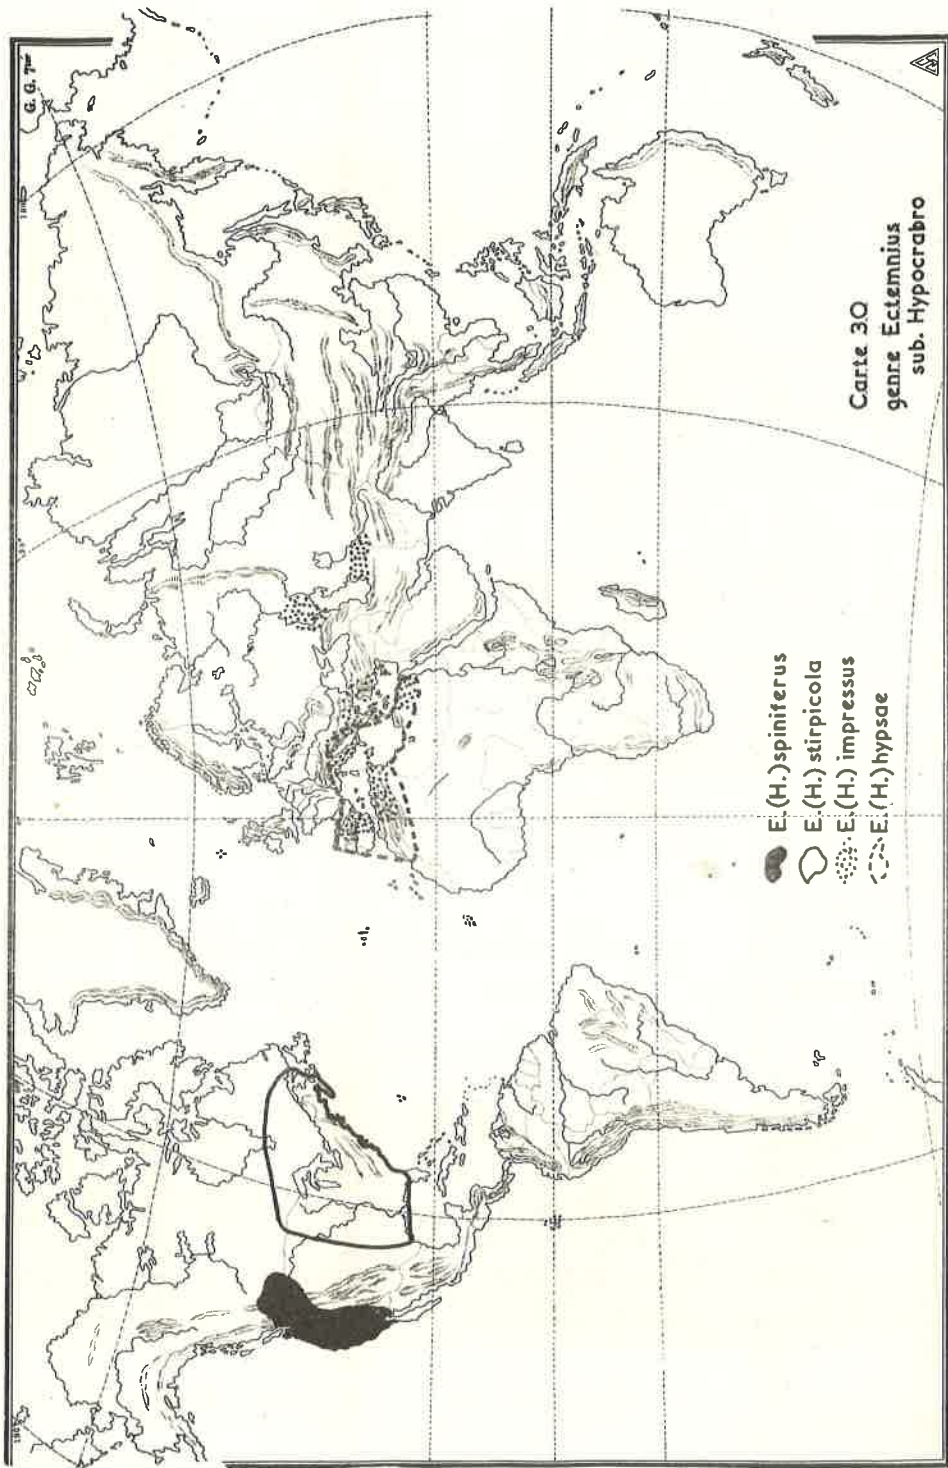 G. G. 7
Carte 30
genre Ectemnius
sub. Hypocrabro
E.(H.) spiniferus
E.(H.) stirpicola
E.(H.) impressus
E.(H.) hypsae